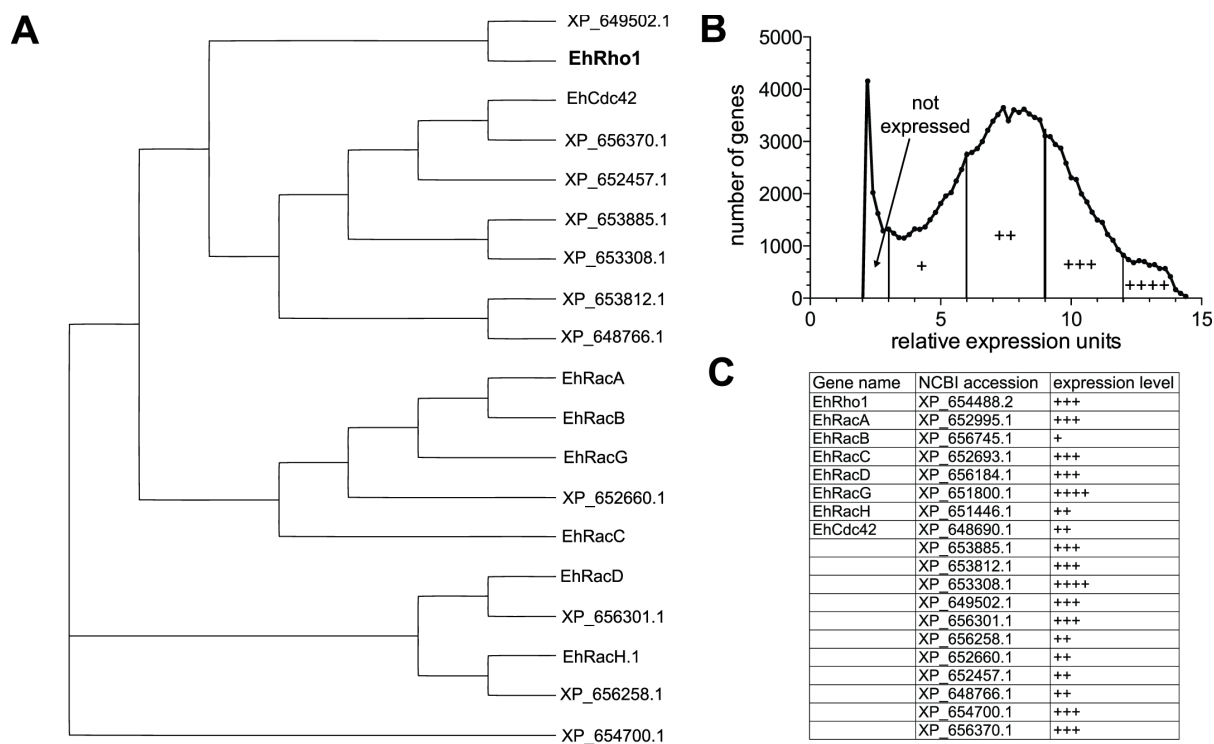 A
XP_649502.1
EhRho1
EhCdc42
XP_656370.1
XP_652457.1
XP_653885.1
XP_653308.1
XP_653812.1
XP_648766.1
EhRacA
EhRacB
EhRacG
XP_652660.1
EhRacC
EhRacD
XP_656301.1
EhRacH.1
XP_656258.1
XP_654700.1
B
number of genes
5000
4000
3000
2000
1000
0
not
expressed
+
++
+++
++++
0 5 10 15
relative expression units
C
Gene name NCBI accession expression level
EhRho1 XP_654488.2 +++
EhRacA XP_652995.1 +++
EhRacB XP_656745.1 +
EhRacC XP_652693.1 +++
EhRacD XP_656184.1 +++
EhRacG XP_651800.1 ++++
EhRacH XP_651446.1 ++
EhCdc42 XP_648690.1 ++
XP_653885.1 +++
XP_653812.1 +++
XP_653308.1 ++++
XP_649502.1 +++
XP_656301.1 +++
XP_656258.1 ++
XP_652660.1 ++
XP_652457.1 ++
XP_648766.1 ++
XP_654700.1 +++
XP_656370.1 +++